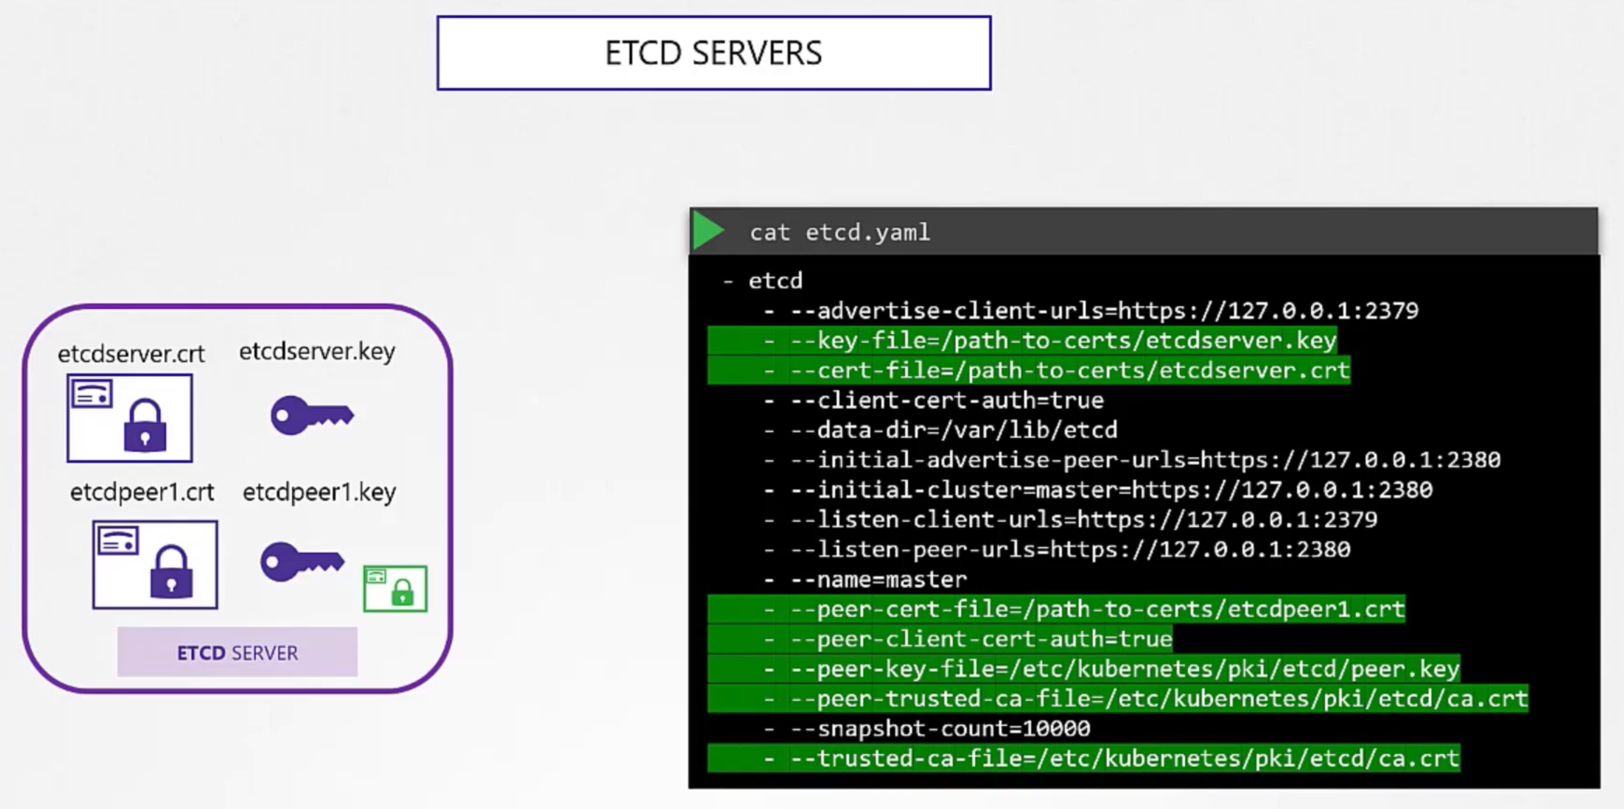 ETCD SERVERS
etcdserver.crt
etcdserver.key
etcdpeer1.crt
etcdpeer1.key
ETCD SERVER
cat etcd.yaml
- etcd
- --advertise-client-urls=https://127.0.0.1:2379
- --key-file=/path-to-certs/etcdserver.key
- --cert-file=/path-to-certs/etcdserver.crt
- --client-cert-auth=true
- --data-dir=/var/lib/etcd
- --initial-advertise-peer-urls=https://127.0.0.1:2380
- --initial-cluster=master=https://127.0.0.1:2380
- --listen-client-urls=https://127.0.0.1:2379
- --listen-peer-urls=https://127.0.0.1:2380
- --name=master
- --peer-cert-file=/path-to-certs/etcdpeer1.crt
- --peer-client-cert-auth=true
- --peer-key-file=/etc/kubernetes/pki/etcd/peer.key
- --peer-trusted-ca-file=/etc/kubernetes/pki/etcd/ca.crt
- --snapshot-count=10000
- --trusted-ca-file=/etc/kubernetes/pki/etcd/ca.crt